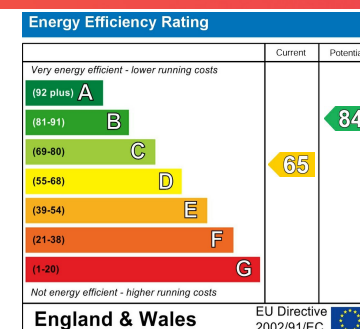 Energy Efficiency Rating
Current
Very energy efficient - lower running costs
(92 plus) A
(81-91) B
84
(69-80) C
65
(55-68) D
(39-54) E
(21-38) F
(1-20) G
Not energy efficient - higher running costs
England & Wales
EU Directive
2002/91/EC